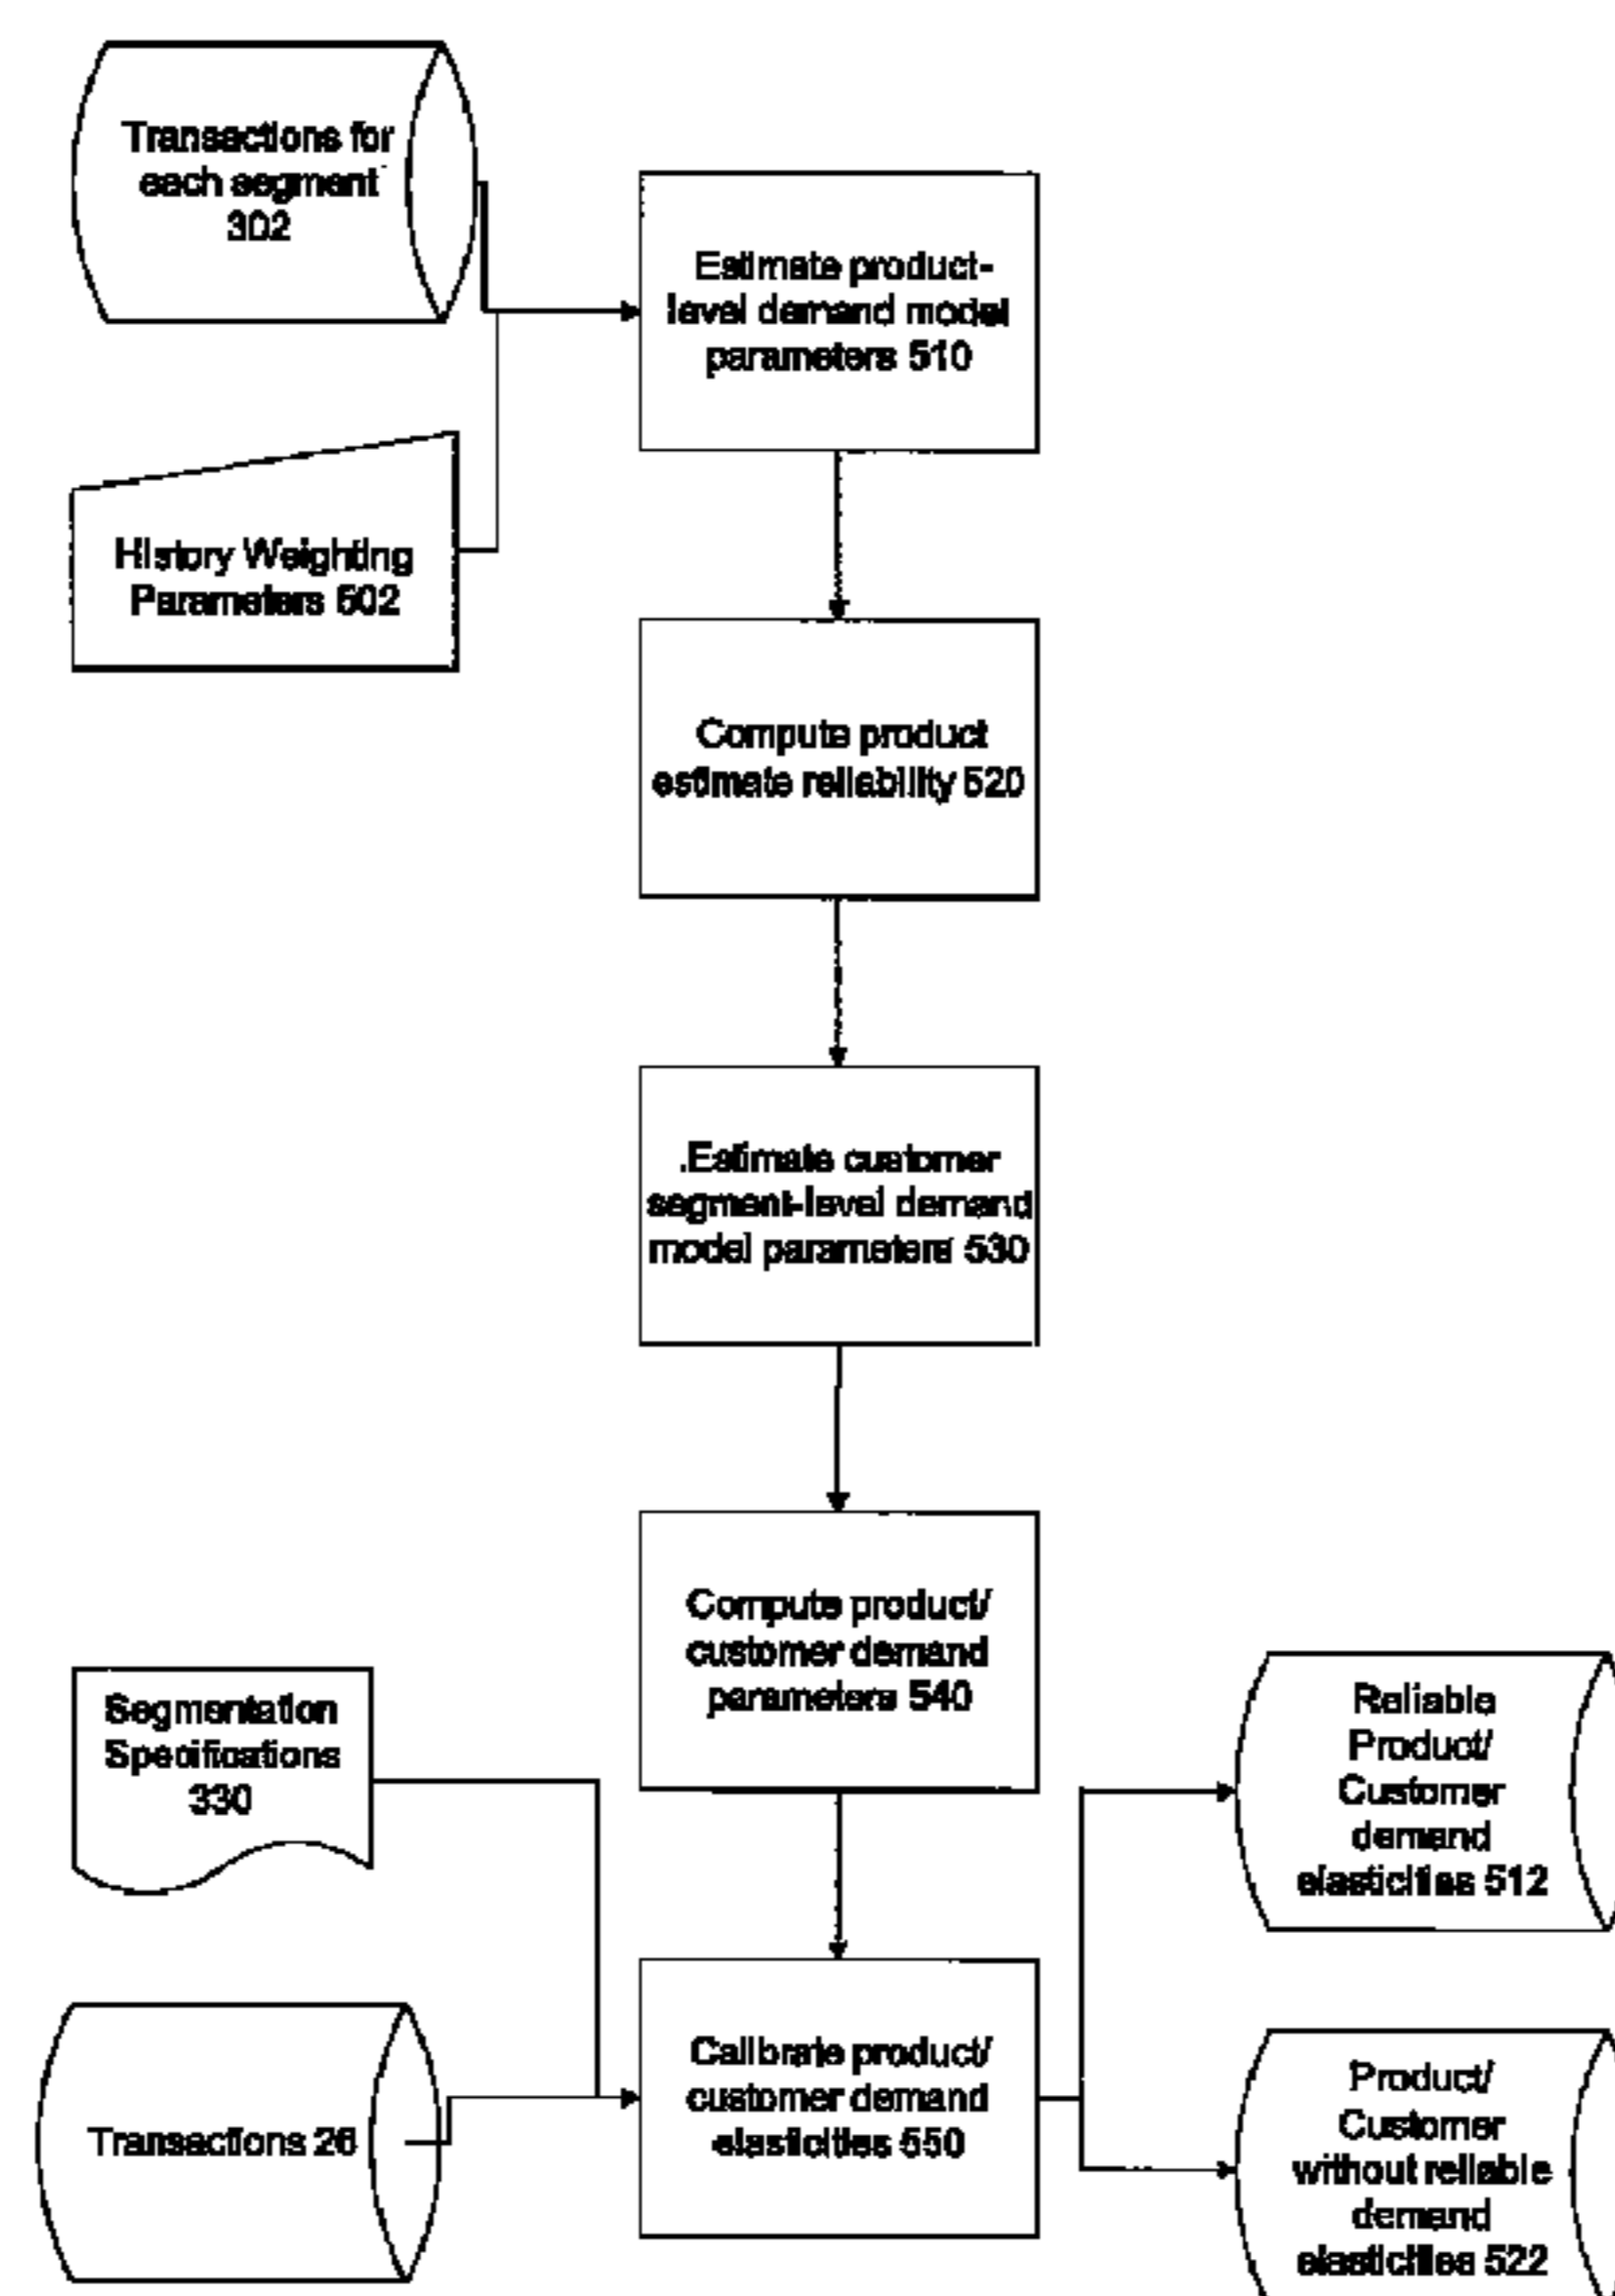 Transactions for
each segment
302
Estimate product-
level demand model
parameters 510
History Weighting
Parameters 502
Compute product
estimate reliability 520
.Estimate customer
segment-level demand
model parameters 530
Compute product/
customer demand
parameters 540
Segmentation
Specifications
330
Reliable
Product/
Customer
demand
elasticities 512
Calibrate product/
customer demand
elasticities 550
Transactions 26
Product/
Customer
without reliable
demand
elasticities 522